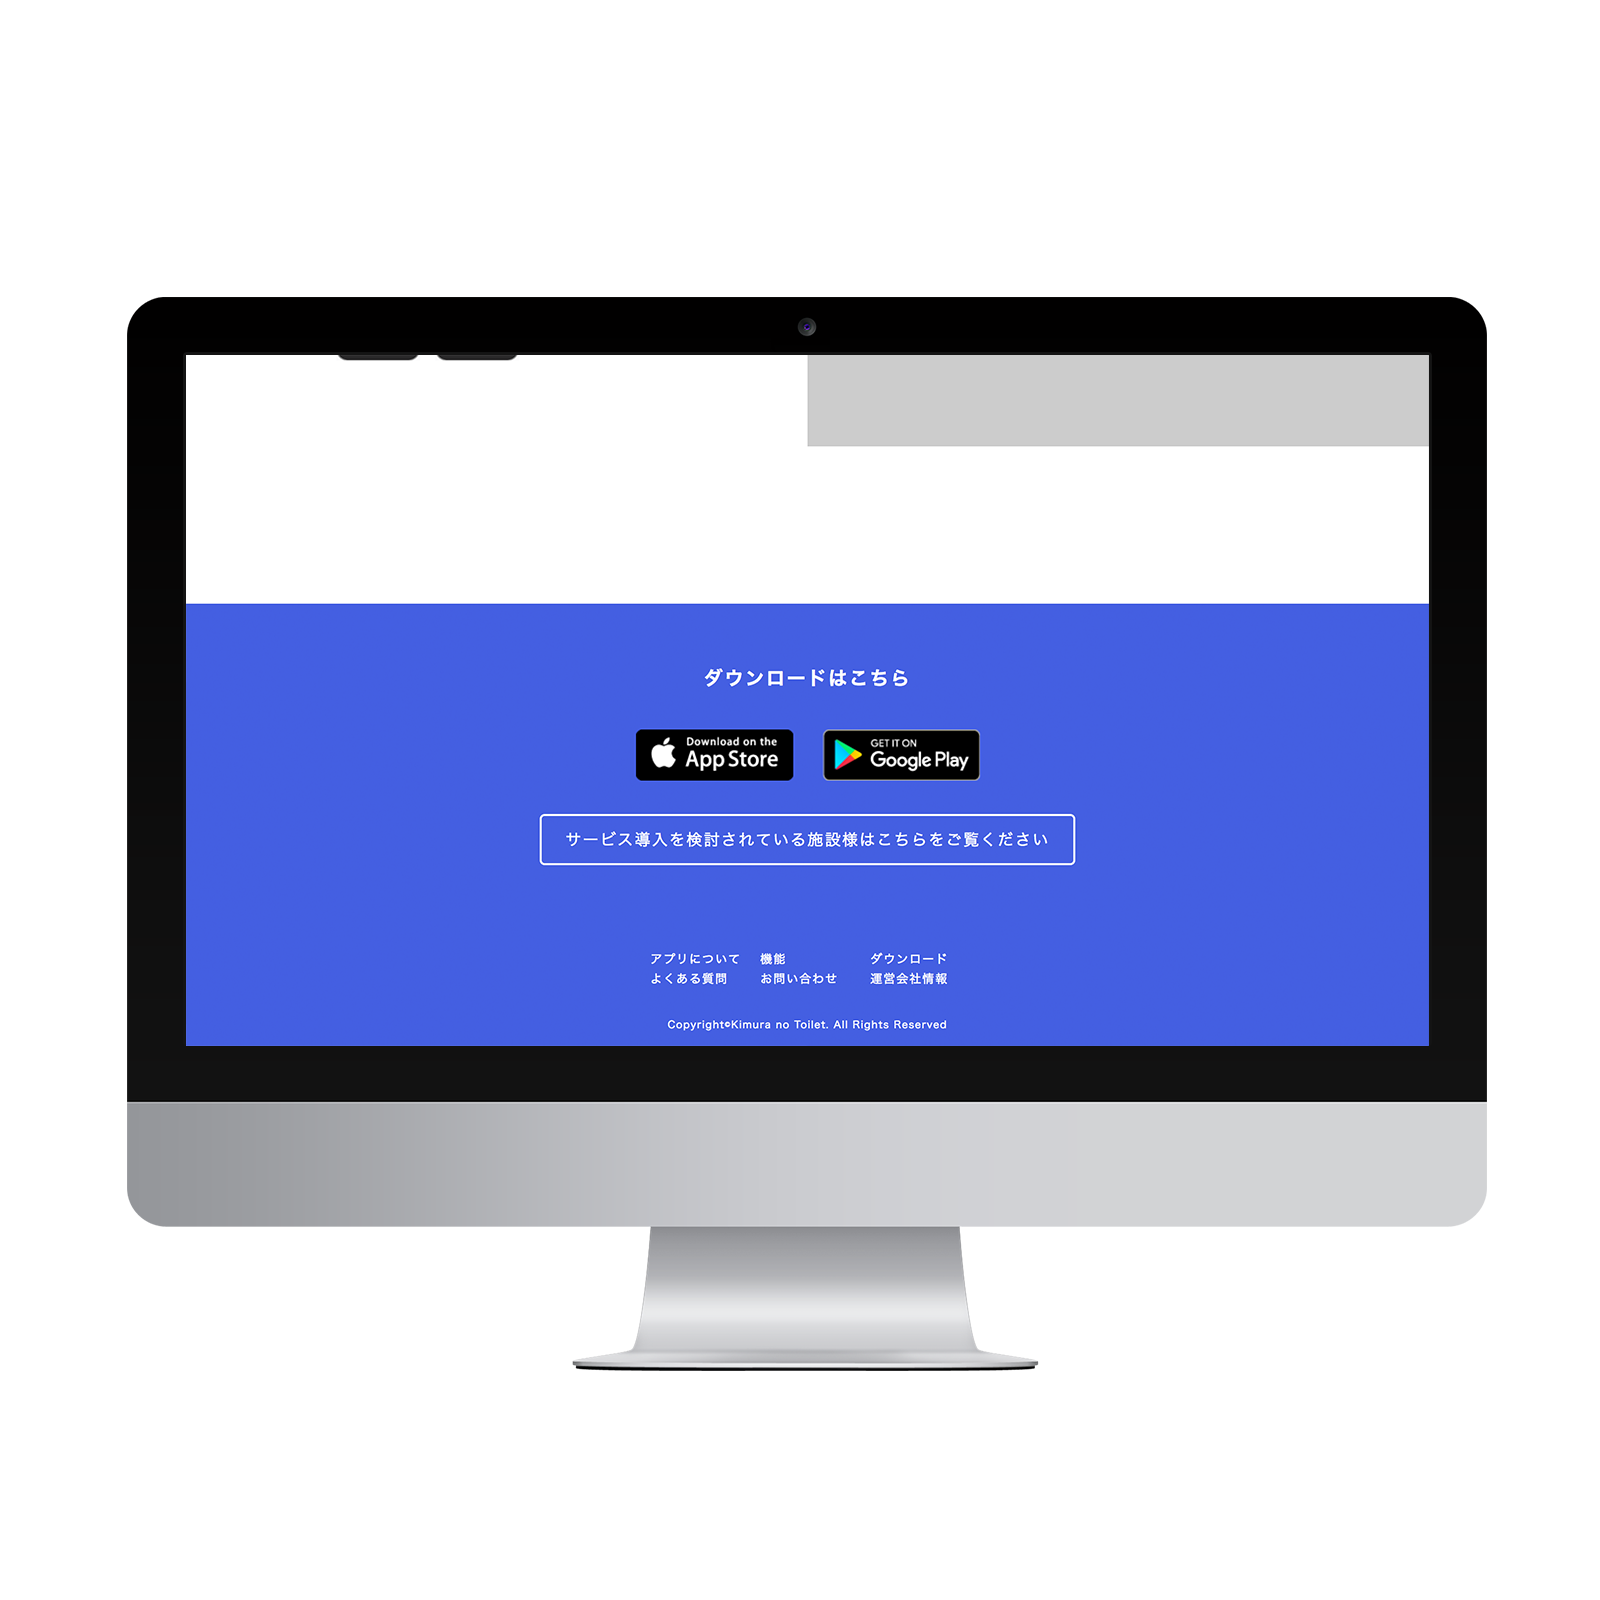 ダウンロードはこちら
Download on the
App Store
GET IT ON
Google Play
サービス導入を検討されている施設様はこちらをご覧ください
アプリについて 機能 ダウンロード
よくある質問 お問い合わせ 運営会社情報
Copyright©Kimura no Toilet. All Rights Reserved